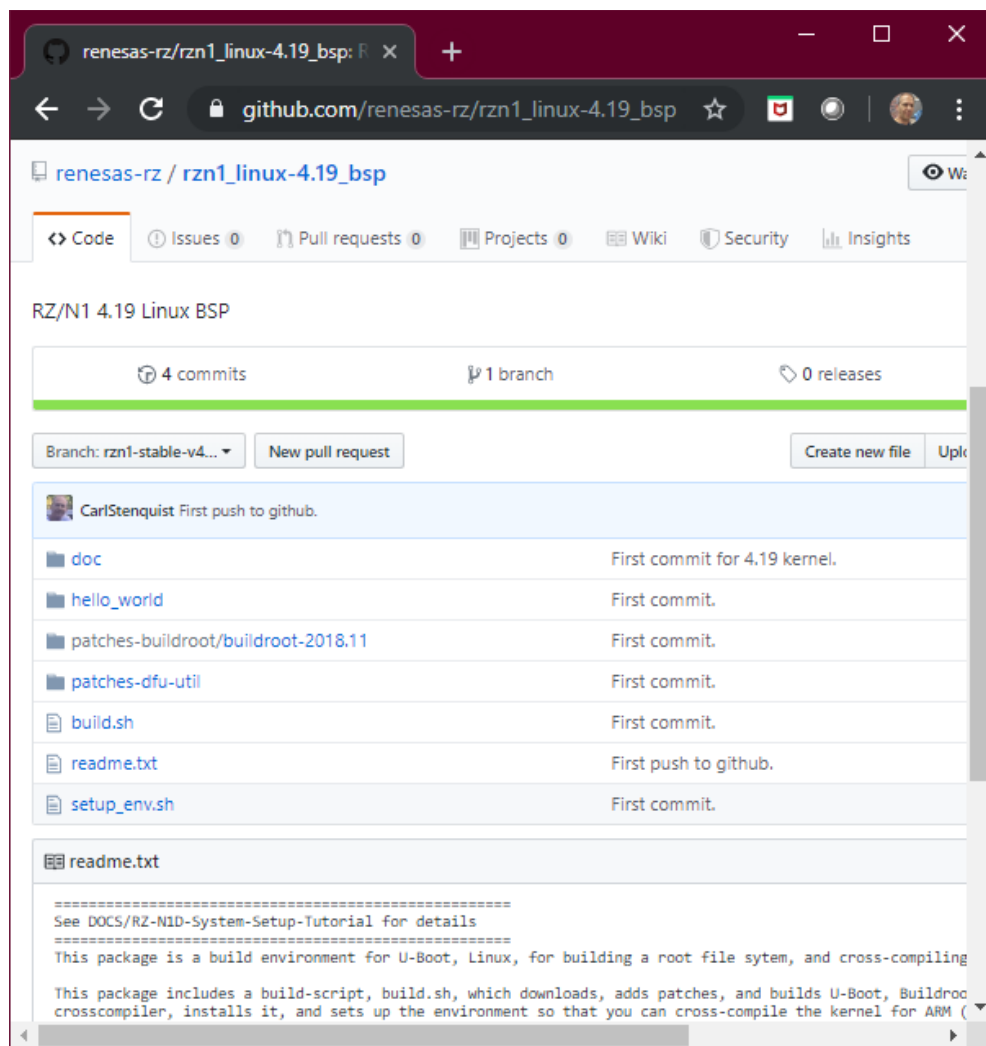 renesas-rz/rzn1_linux-4.19_bsp: R
github.com/renesas-rz/rzn1_linux-4.19_bsp
renesas-rz / rzn1_linux-4.19_bsp
Code Issues 0 Pull requests 0 Projects 0 Wiki Security Insights
RZ/N1 4.19 Linux BSP
4 commits 1 branch 0 releases
Branch: rzn1-stable-v4... New pull request Create new file
CarlStenquist First push to github.
doc First commit for 4.19 kernel.
hello_world First commit.
patches-buildroot/buildroot-2018.11 First commit.
patches-dfu-util First commit.
build.sh First commit.
readme.txt First push to github.
setup_env.sh First commit.
readme.txt
=====================================================
See DOCS/RZ-N1D-System-Setup-Tutorial for details
=====================================================
This package is a build environment for U-Boot, Linux, for building a root file sytem, and cross-compiling
This package includes a build-script, build.sh, which downloads, adds patches, and builds U-Boot, Buildroo
crosscompiler, installs it, and sets up the environment so that you can cross-compile the kernel for ARM (